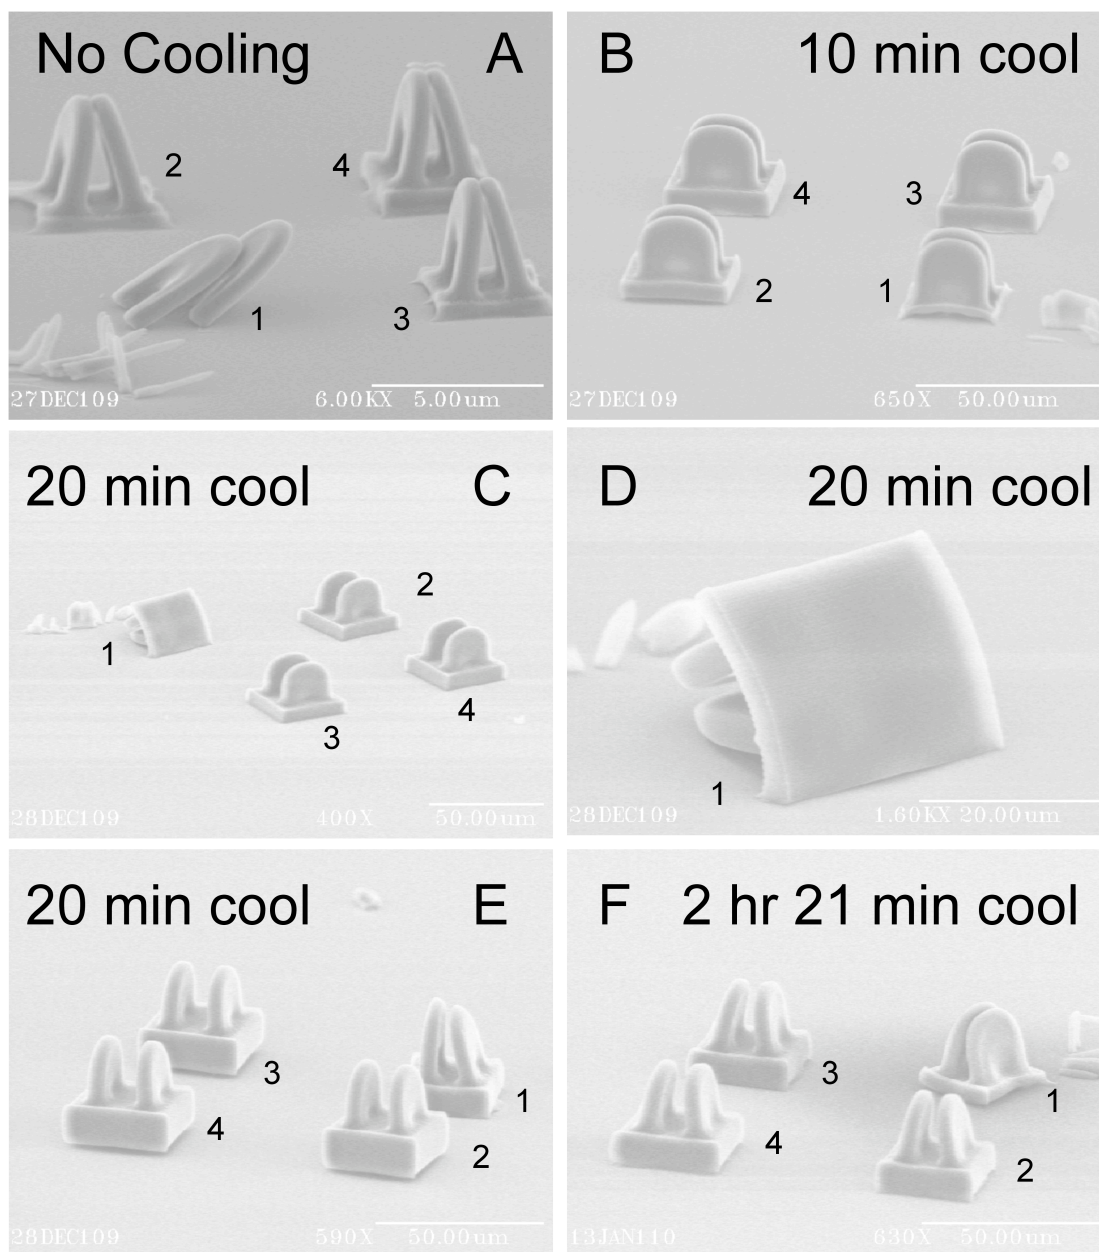 No Cooling A
2 4
1 3
27DEC109 6.00KX 5.00um
B 10 min cool
4 3
2 1
27DEC109 650X 50.00um
20 min cool C
2
1
4
3
28DEC109 400X 50.00um
D 20 min cool
1
28DEC109 1.60KX 20.00um
20 min cool E
3
1
4
2
28DEC109 590X 50.00um
F 2 hr 21 min cool
3
1
4
2
13JAN110 630X 50.00um